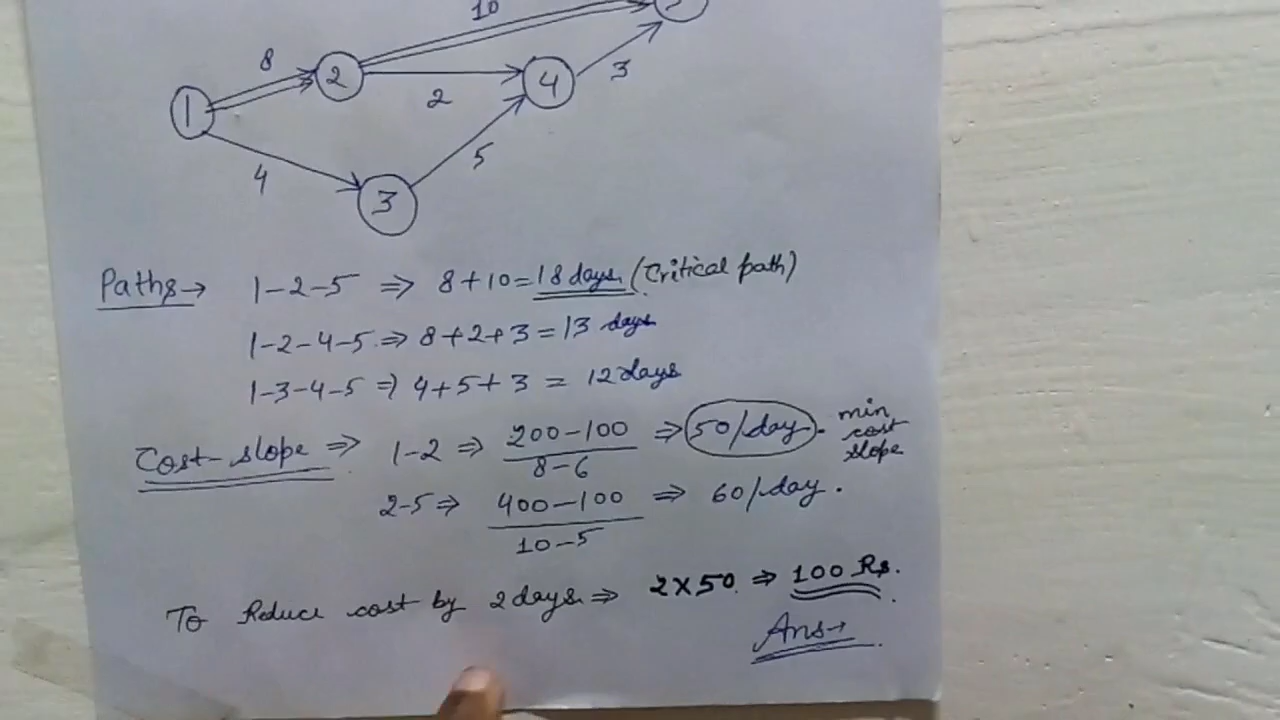 10
8
2
1
2
4
3
4
5
3
Paths → 1-2-5 ⇒ 8+10=18 days. (Critical path)
1-2-4-5 ⇒ 8+2+3=13 days
1-3-4-5 ⇒ 4+5+3 = 12 days
Cost slope ⇒ 1-2 ⇒ 200-100 / 8-6 ⇒ 50/day. min cost slope
2-5 ⇒ 400-100 / 10-5 ⇒ 60/day.
To Reduce cost by 2 days. ⇒ 2×50. ⇒ 100 Rs.
Ans→